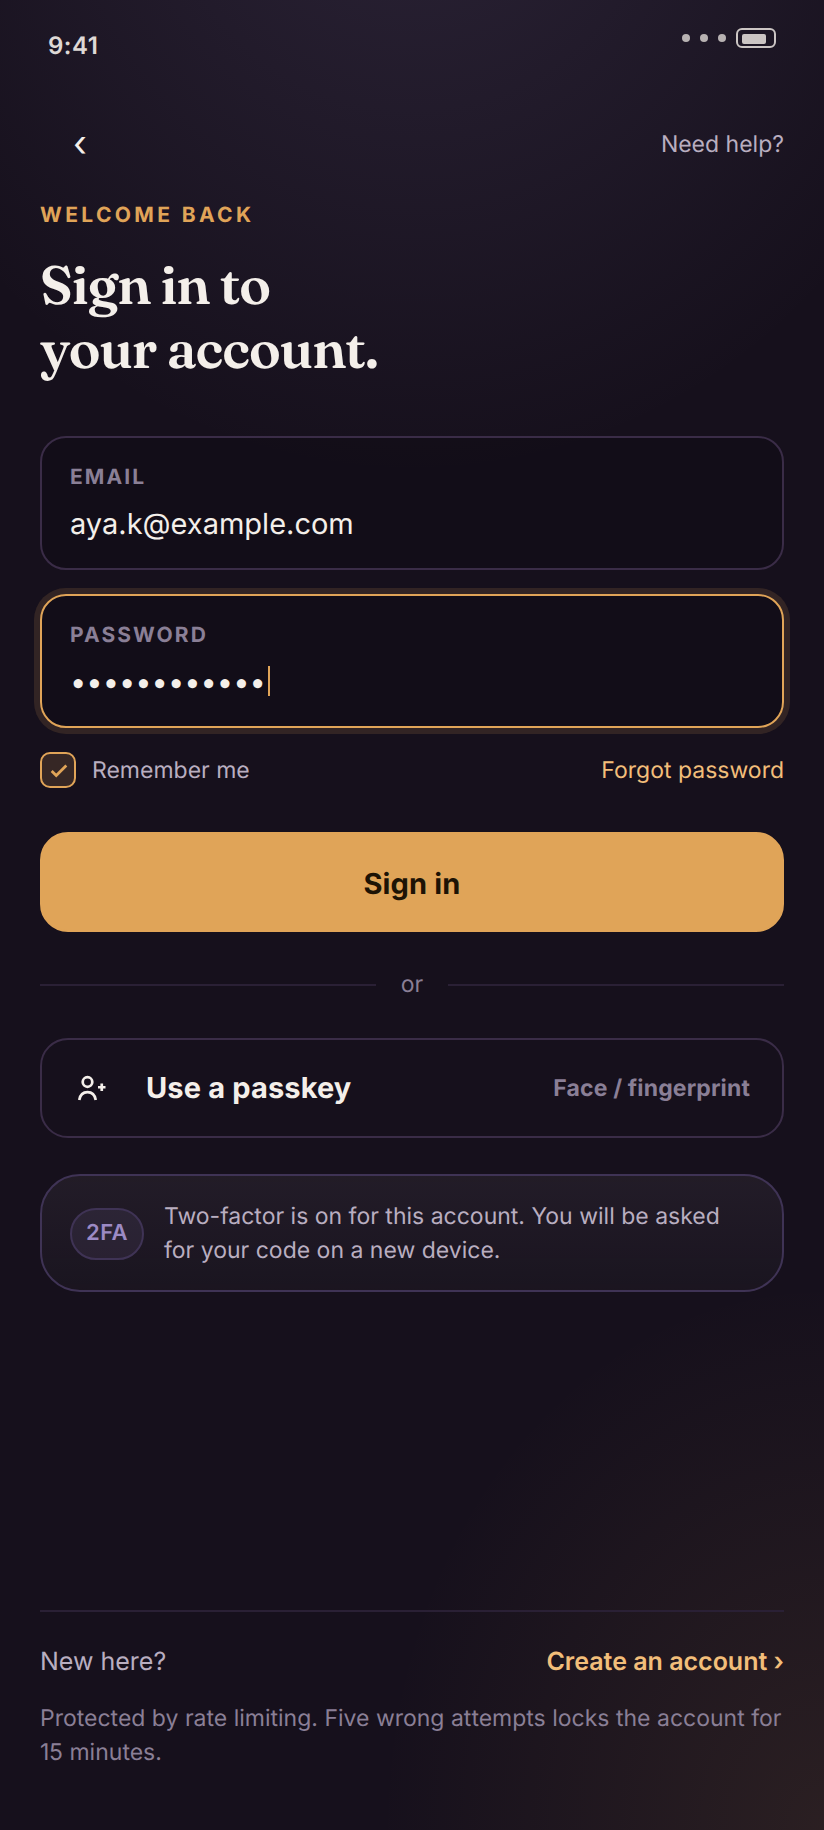 9:41
‹
Need help?
WELCOME BACK
Sign in to
your account.
EMAIL
aya.k@example.com
PASSWORD
••••••••••••
Remember me
Forgot password
Sign in
or
Use a passkey
Face / fingerprint
2FA
Two-factor is on for this account. You will be asked
for your code on a new device.
New here?
Create an account ›
Protected by rate limiting. Five wrong attempts locks the account for
15 minutes.